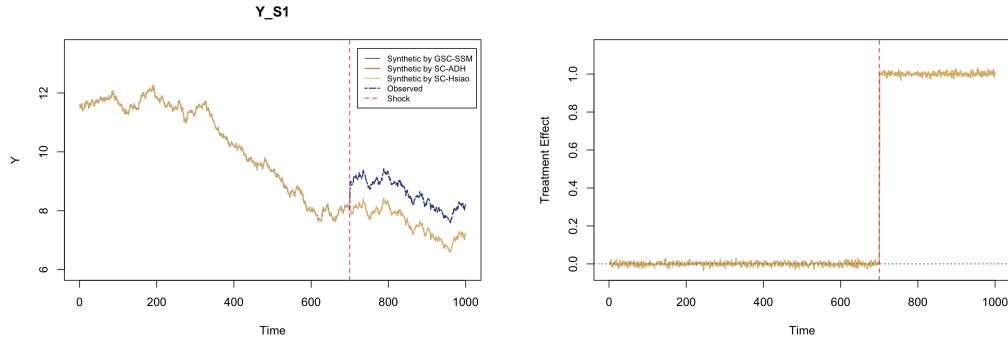 Y_S1
Y
12
10
8
6
Synthetic by GSC-SSM
Synthetic by SC-ADH
Synthetic by SC-Hsiao
Observed
Shock
0 200 400 600 800 1000
Time
Treatment Effect
1.0
0.8
0.6
0.4
0.2
0.0
0 200 400 600 800 1000
Time